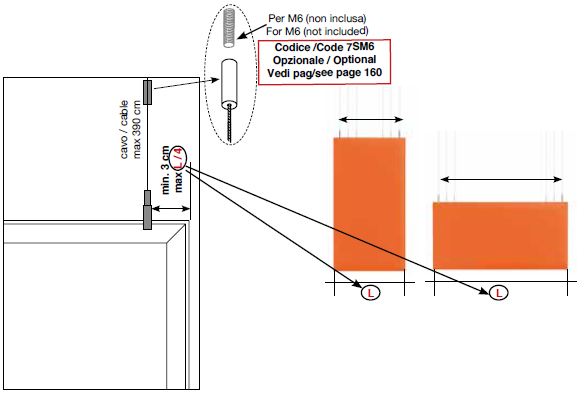 Per M6 (non inclusa)
For M6 (not included)
Codice /Code 7SM6
Opzionale / Optional
Vedi pag/see page 160
cavo / cable
max 390 cm
min. 3 cm
max L / 4
L
L